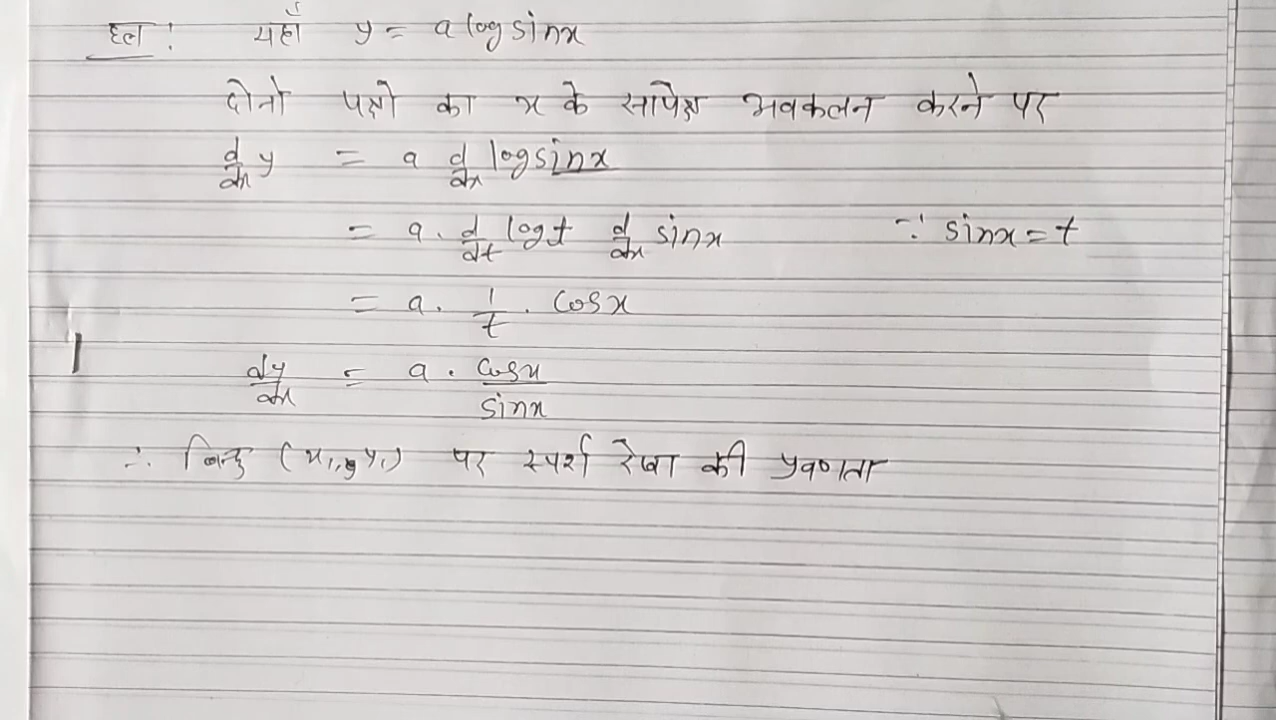 हल : यहाँ y = a log sinx
दोनो पक्षो का x के सापेक्ष अवकलन करने पर
d/dx y = a d/dx log sinx
= a. d/dt log t d/dx sinx ∵ sinx = t
= a. 1/t . cosx
dy/dx = a . cosx/sinx
∴ बिन्दु (x₁, y₁) पर स्पर्श रेखा की प्रवणता